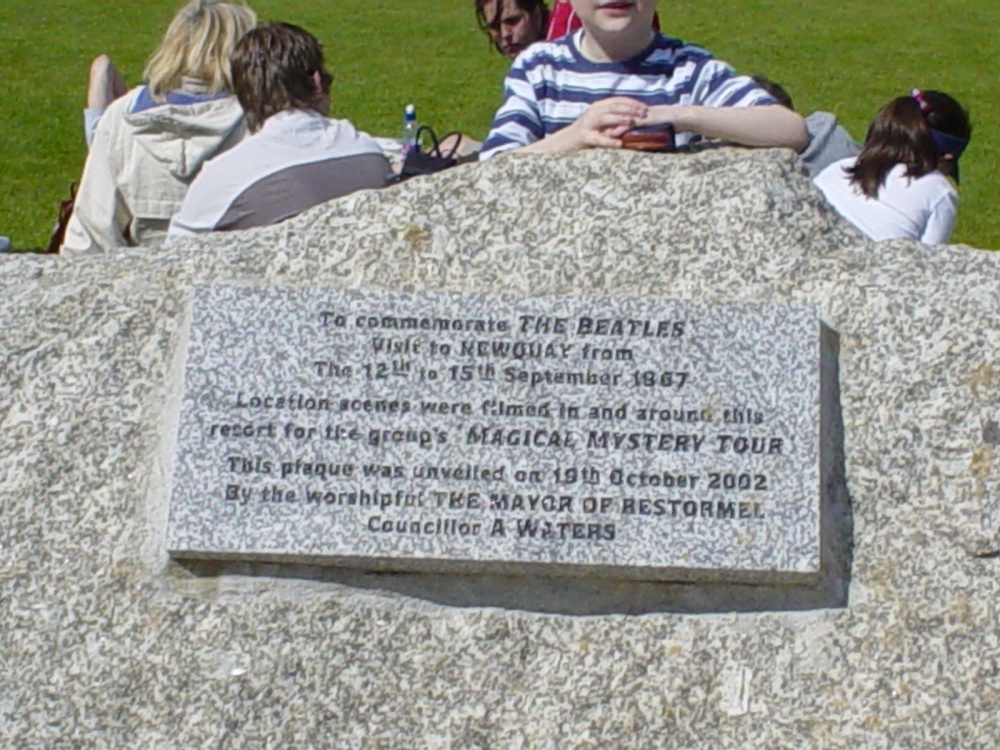 To commemorate THE BEATLES
Visit to NEWQUAY from
The 12th to 15th September 1967
Location scenes were filmed in and around this
resort for the group's 'MAGICAL MYSTERY TOUR'
This plaque was unveiled on 19th October 2002
By the worshipful THE MAYOR OF RESTORMEL
Councillor A WATERS